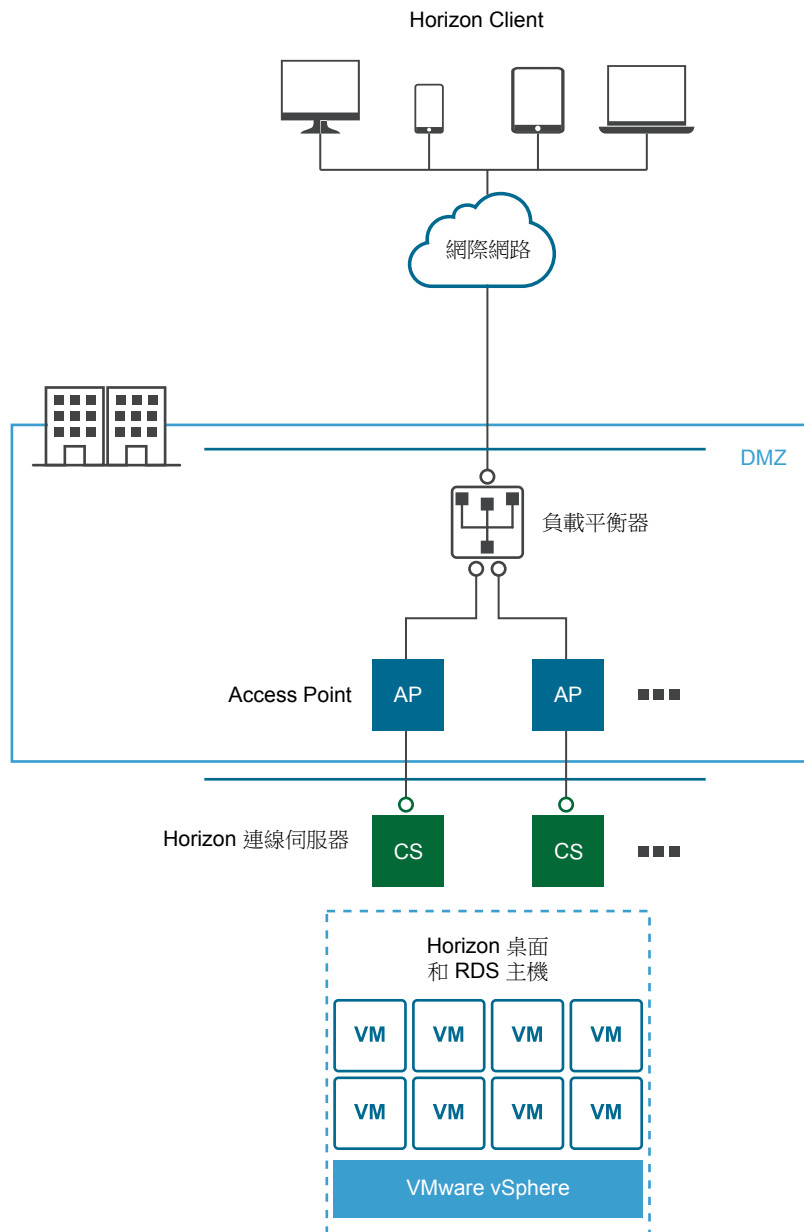 Horizon Client
網際網路
DMZ
負載平衡器
Access Point
AP
AP
Horizon 連線伺服器
CS
CS
Horizon 桌面
和 RDS 主機
VM VM VM VM
VM VM VM VM
VMware vSphere